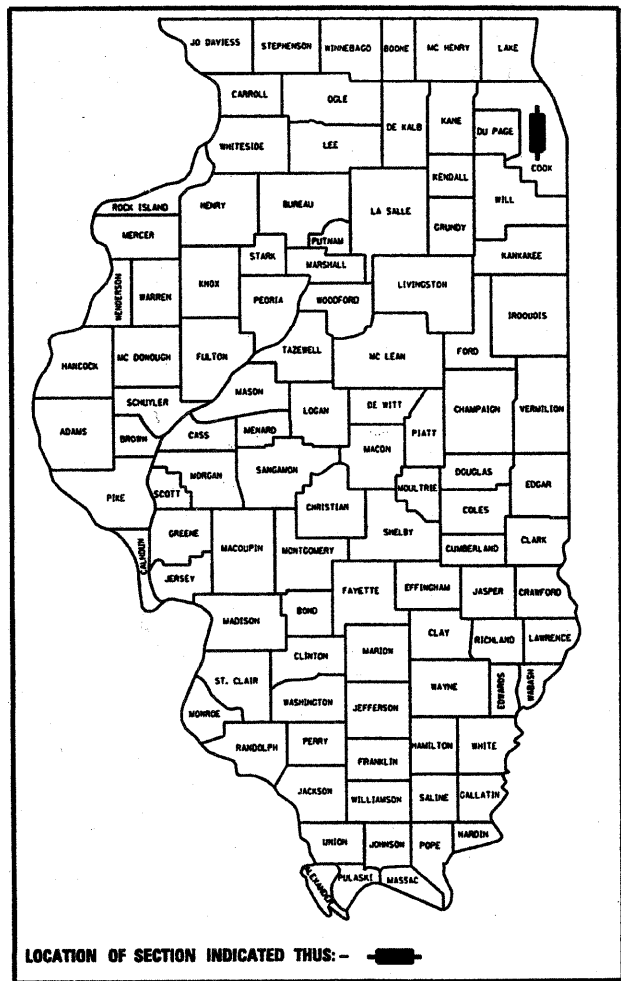 JO DAVIESS STEPHENSON WINNEBAGO BOONE MC HENRY LAKE
CARROLL OGLE DE KALB KANE DU PAGE COOK
WHITESIDE LEE KENDALL WILL
ROCK ISLAND HENRY BUREAU LA SALLE GRUNDY
MERCER PUTNAM KANKAKEE
STARK MARSHALL
HENDERSON WARREN KNOX PEORIA WOODFORD LIVINGSTON IROQUOIS
HANCOCK MC DONOUGH FULTON TAZEWELL MC LEAN FORD
MASON
SCHUYLER LOGAN DE WITT CHAMPAIGN VERMILION
ADAMS BROWN CASS MENARD MACON PIATT
PIKE SCOTT MORGAN SANGAMON MOULTRIE DOUGLAS EDGAR
CHRISTIAN COLES
CALHOUN GREENE MACOUPIN MONTGOMERY SHELBY CUMBERLAND CLARK
JERSEY FAYETTE EFFINGHAM JASPER CRAWFORD
MADISON BOND CLAY RICHLAND LAWRENCE
CLINTON MARION
ST. CLAIR WAYNE EDWARDS WABASH
MONROE WASHINGTON JEFFERSON
RANDOLPH PERRY FRANKLIN HAMILTON WHITE
JACKSON WILLIAMSON SALINE GALLATIN
UNION JOHNSON POPE HARDIN
ALEXANDER PULASKI MASSAC
LOCATION OF SECTION INDICATED THUS:-